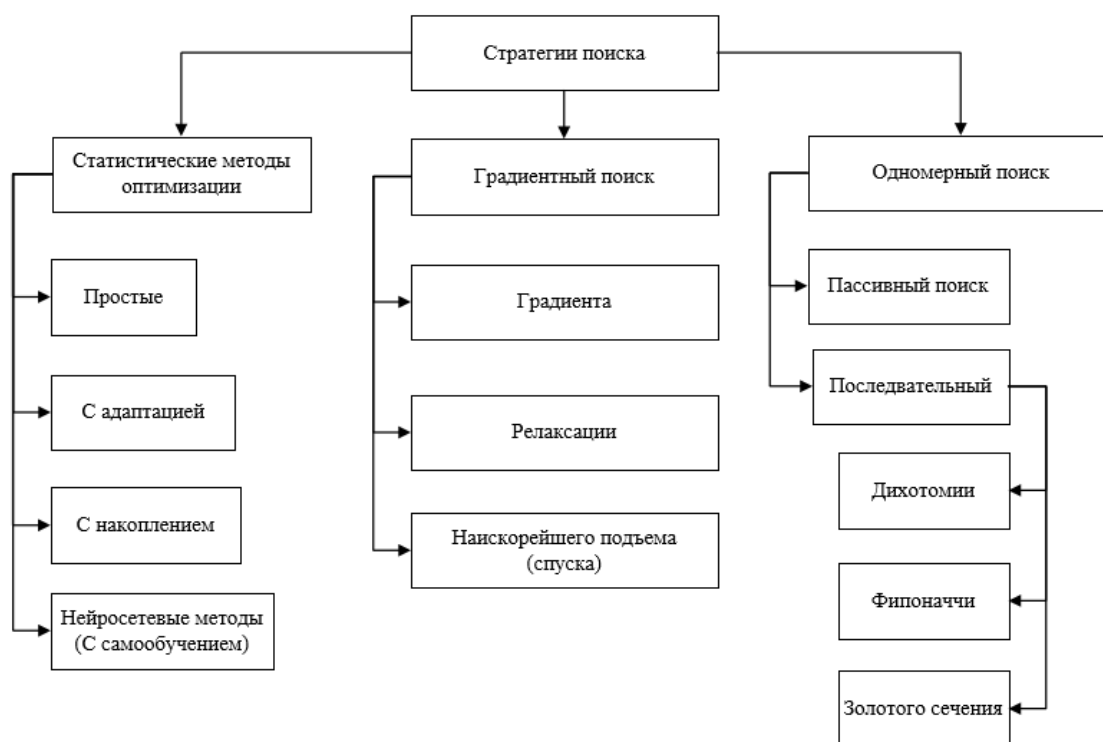 Стратегии поиска
Статистические методы
оптимизации
Простые
С адаптацией
С накоплением
Нейросетевые методы
(С самообучением)
Градиентный поиск
Градиента
Релаксации
Наискорейшего подъема
(спуска)
Одномерный поиск
Пассивный поиск
Последвательный
Дихотомии
Фипоначчи
Золотого сечения